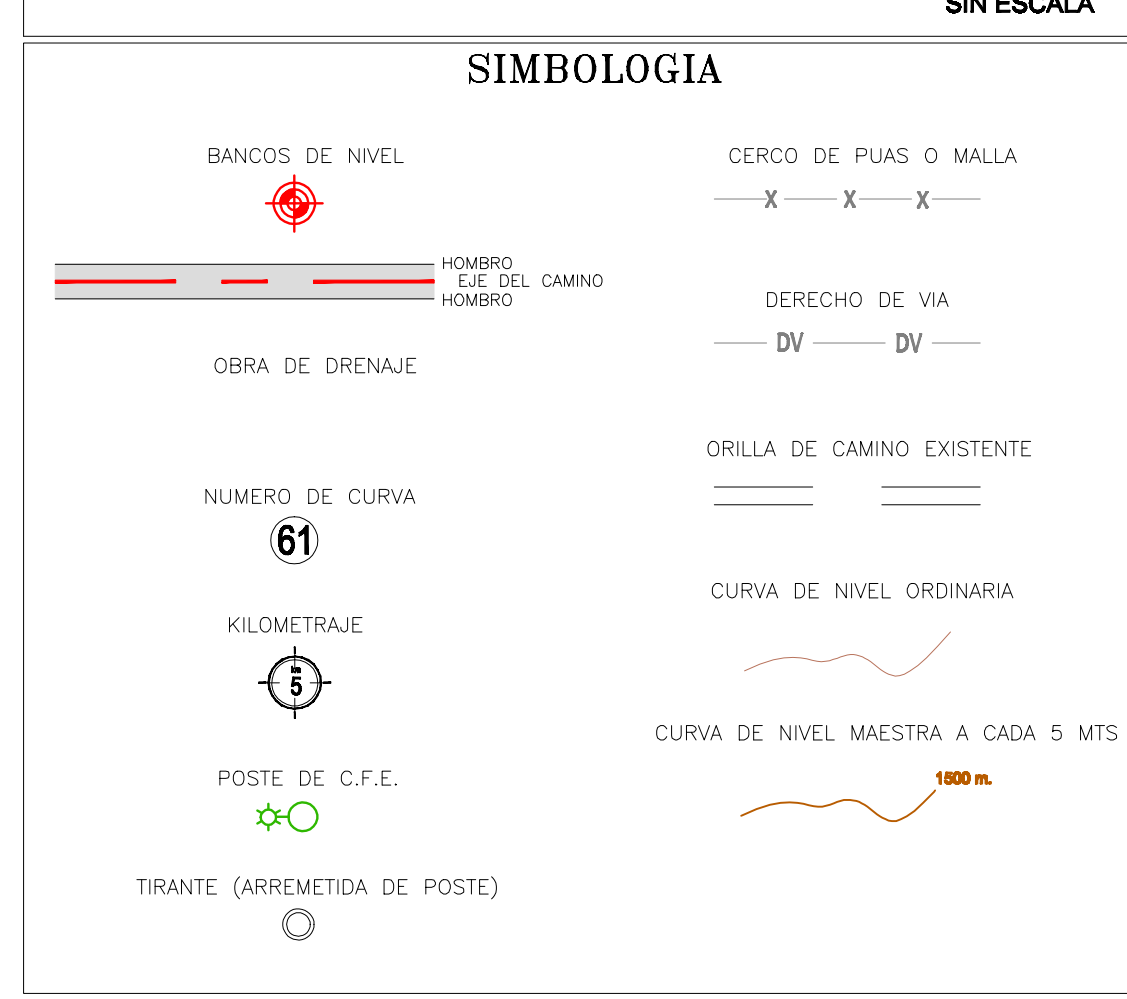 SIN ESCALA
SIMBOLOGIA
BANCOS DE NIVEL
HOMBRO
EJE DEL CAMINO
HOMBRO
OBRA DE DRENAJE
NUMERO DE CURVA
61
KILOMETRAJE
km
5
POSTE DE C.F.E.
TIRANTE (ARREMETIDA DE POSTE)
CERCO DE PUAS O MALLA
X X X
DERECHO DE VIA
DV DV
ORILLA DE CAMINO EXISTENTE
CURVA DE NIVEL ORDINARIA
CURVA DE NIVEL MAESTRA A CADA 5 MTS
1500 m.